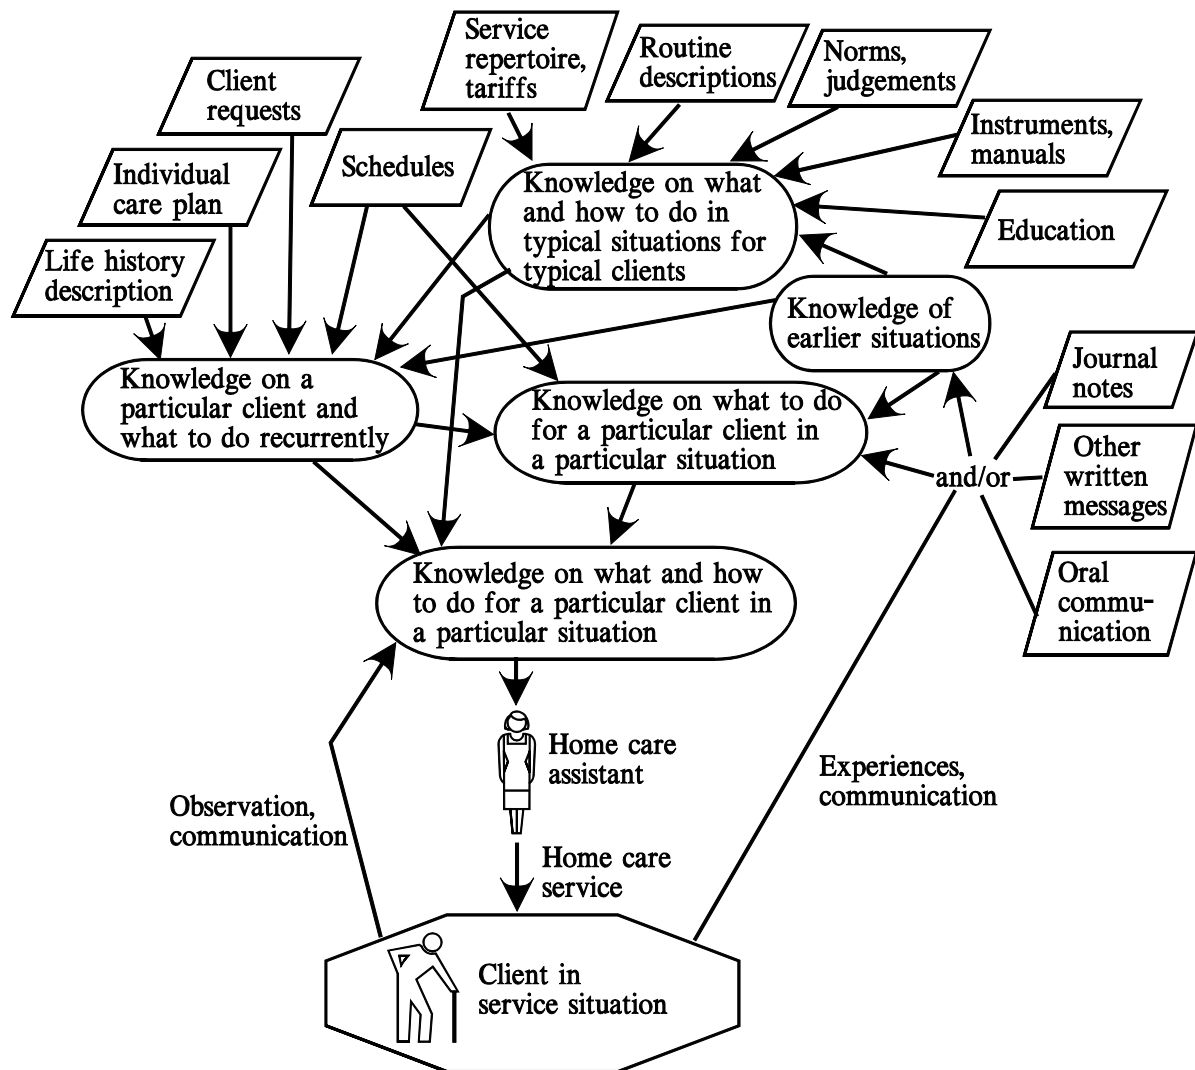 Service
repertoire,
tariffs
Routine
descriptions
Norms,
judgements
Client
requests
Instruments,
manuals
Schedules
Individual
care plan
Knowledge on what
and how to do in
typical situations for
typical clients
Education
Life history
description
Knowledge of
earlier situations
Journal
notes
Knowledge on a
particular client and
what to do recurrently
Knowledge on what to do
for a particular client in
a particular situation
Other
written
messages
and/or
Oral
commu-
nication
Knowledge on what and how
to do for a particular client in
a particular situation
Home care
assistant
Experiences,
communication
Observation,
communication
Home care
service
Client in
service situation